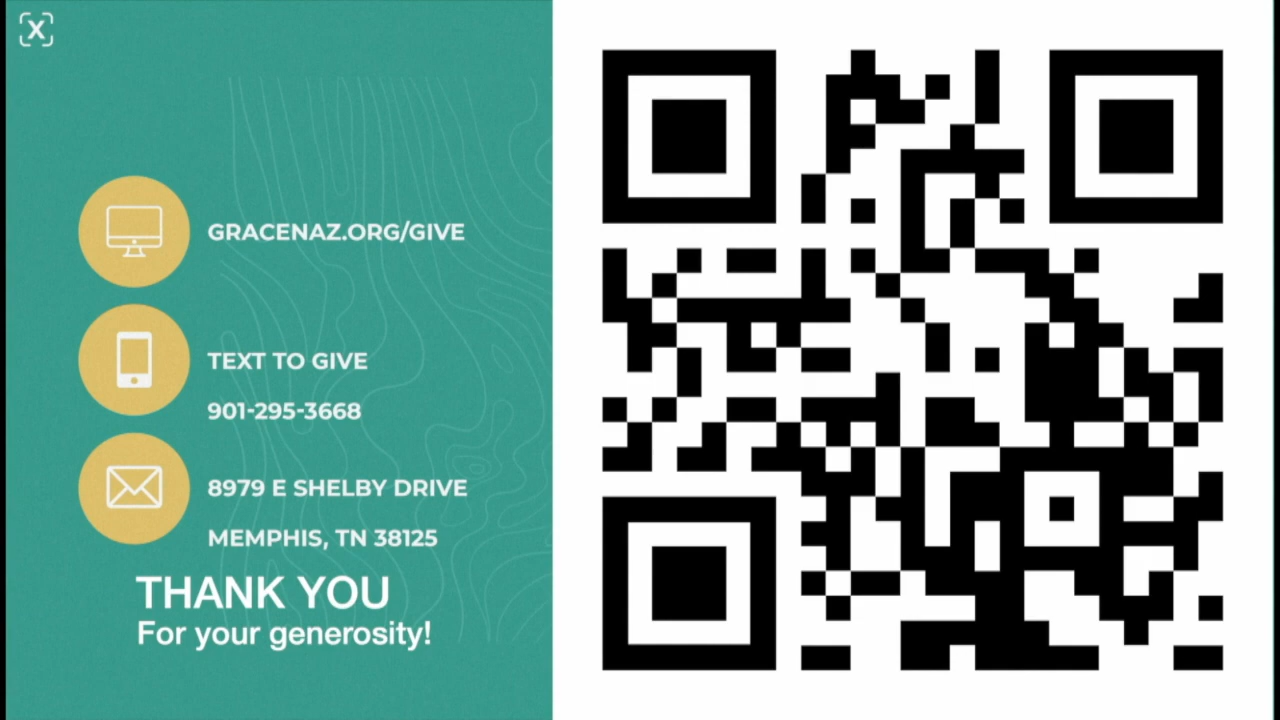 X
GRACENAZ.ORG/GIVE
TEXT TO GIVE
901-295-3668
8979 E SHELBY DRIVE
MEMPHIS, TN 38125
THANK YOU
For your generosity!